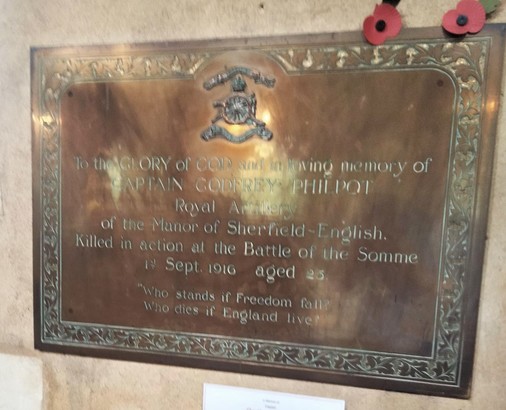 To the GLORY of GOD and in loving memory of
CAPTAIN GODFREY PHILPOT
Royal Artillery
of the Manor of Sherfield-English.
Killed in action at the Battle of the Somme
1st Sept. 1916 aged 23.
"Who stands if Freedom fall?
Who dies if England live"